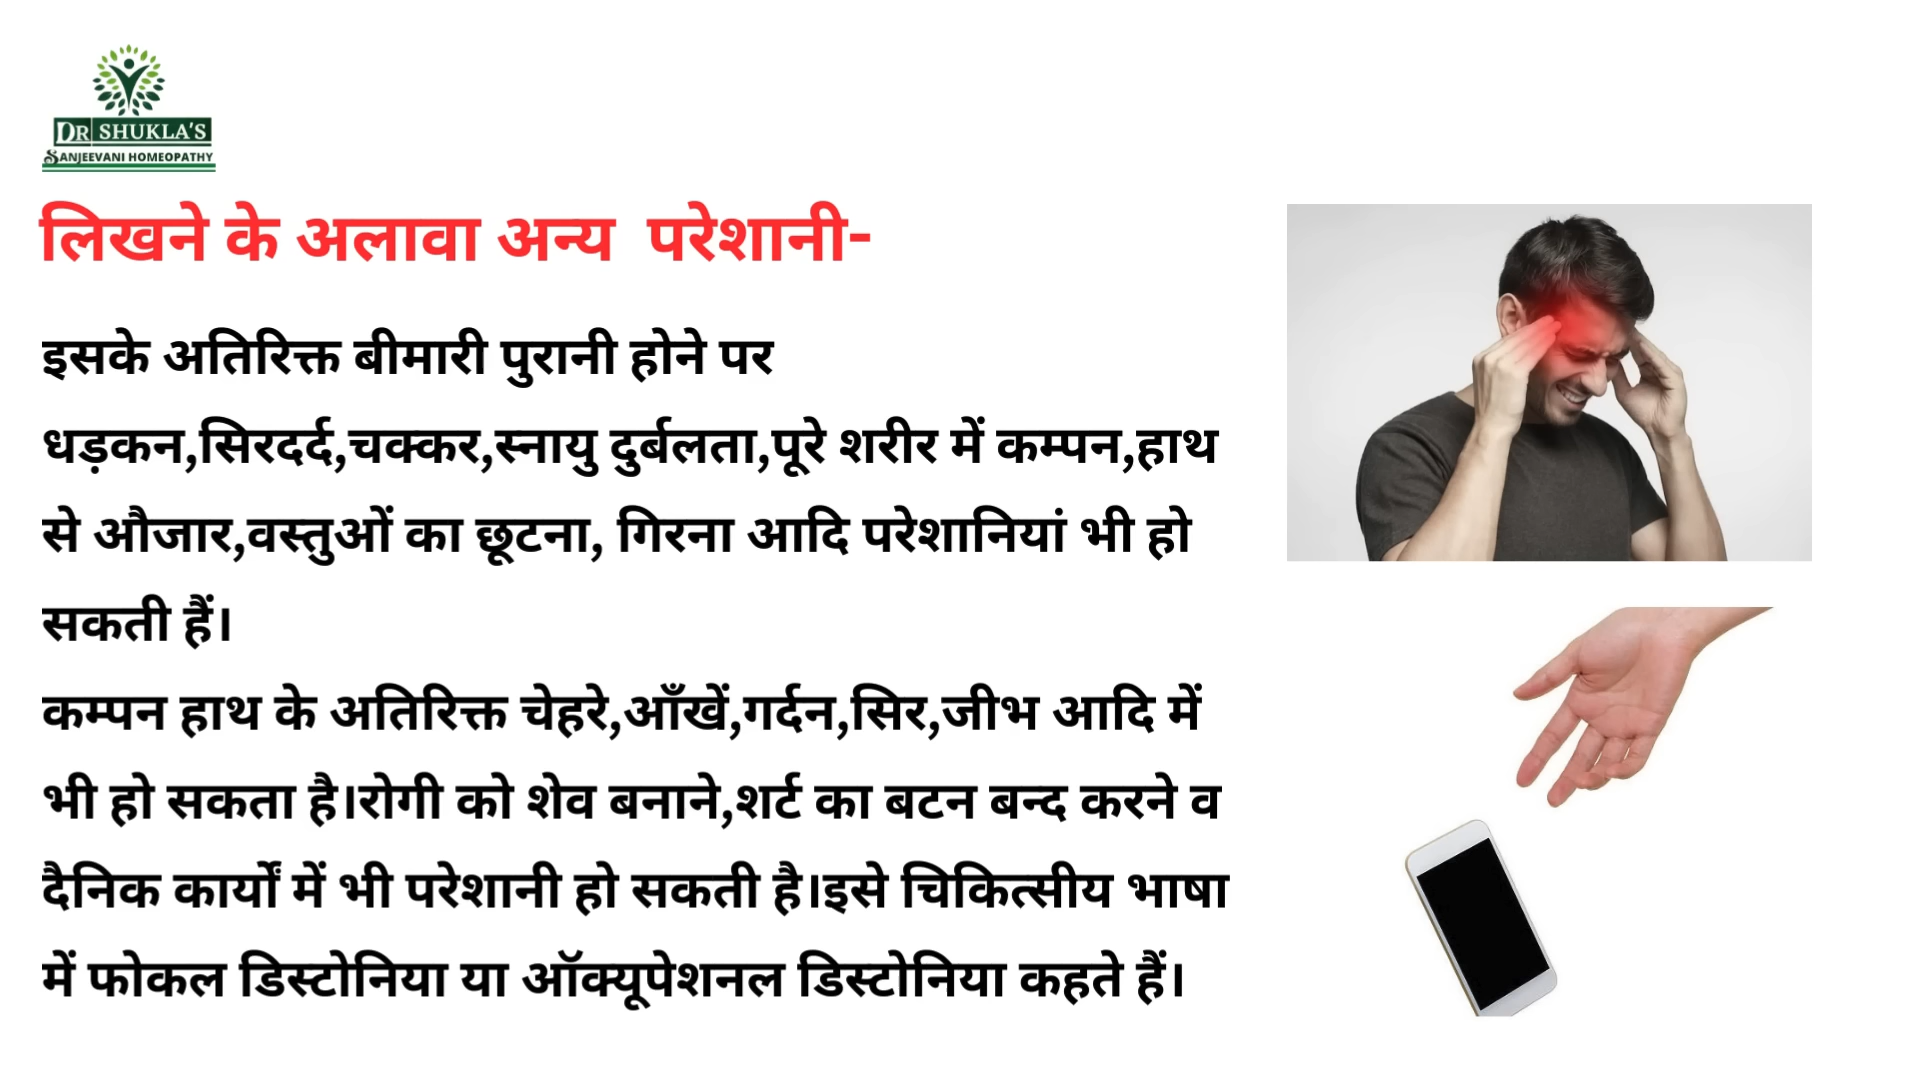 DR SHUKLA'S
SANJEEVANI HOMEOPATHY
लिखने के अलावा अन्य परेशानी-
इसके अतिरिक्त बीमारी पुरानी होने पर
धड़कन,सिरदर्द,चक्कर,स्नायु दुर्बलता,पूरे शरीर में कम्पन,हाथ
से औजार,वस्तुओं का छूटना, गिरना आदि परेशानियां भी हो
सकती हैं।
कम्पन हाथ के अतिरिक्त चेहरे,आँखें,गर्दन,सिर,जीभ आदि में
भी हो सकता है।रोगी को शेव बनाने,शर्ट का बटन बन्द करने व
दैनिक कार्यों में भी परेशानी हो सकती है।इसे चिकित्सीय भाषा
में फोकल डिस्टोनिया या ऑक्यूपेशनल डिस्टोनिया कहते हैं।